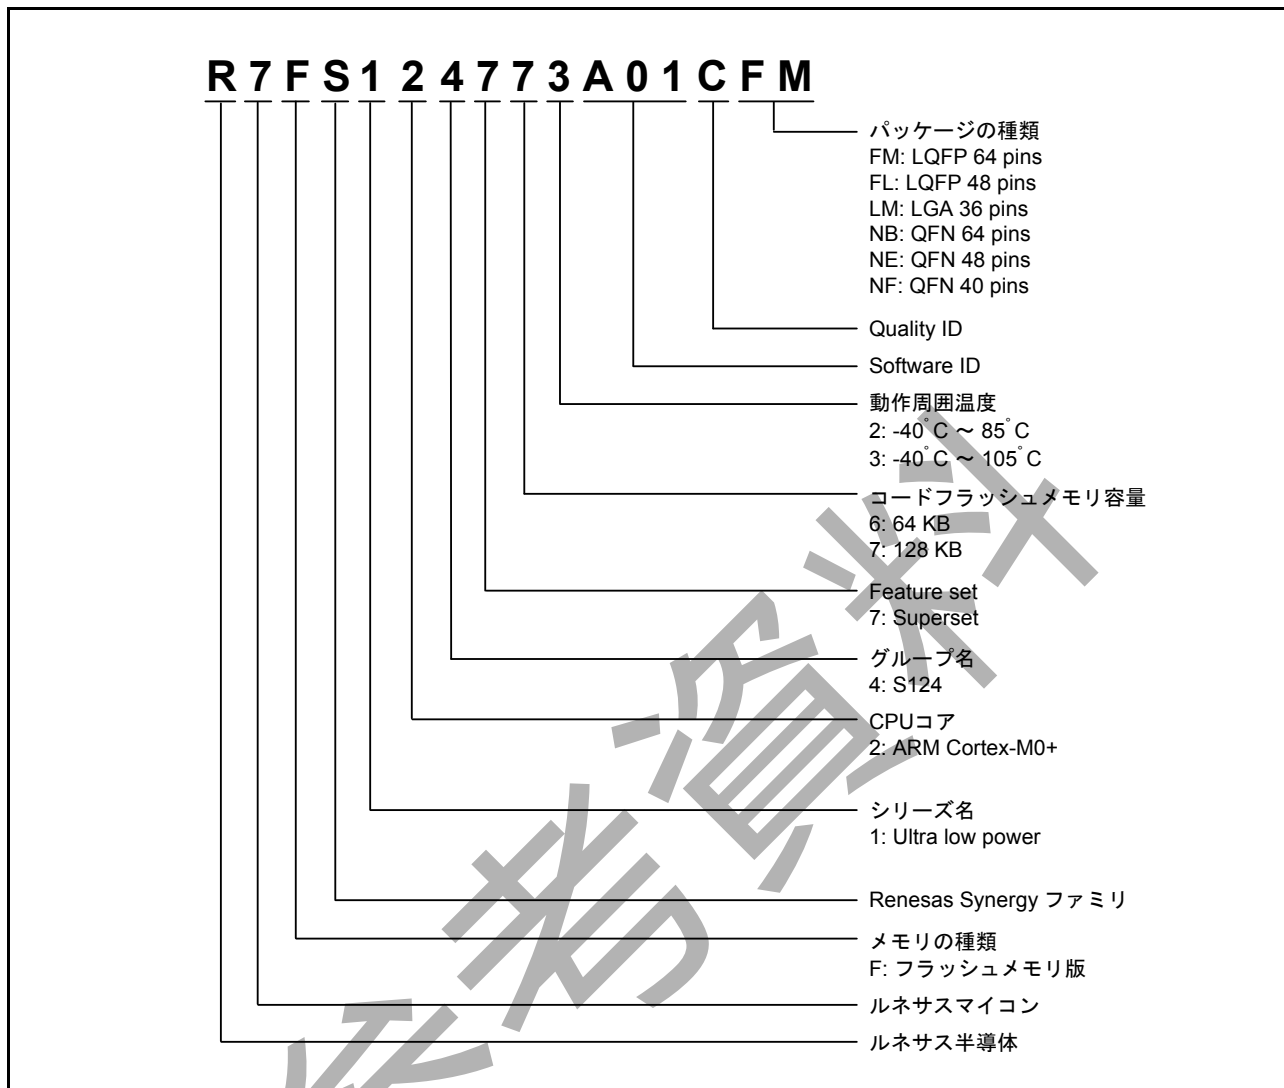 R7FS124773A01CFM
パッケージの種類
FM: LQFP 64 pins
FL: LQFP 48 pins
LM: LGA 36 pins
NB: QFN 64 pins
NE: QFN 48 pins
NF: QFN 40 pins
Quality ID
Software ID
動作周囲温度
2: -40°C ～ 85°C
3: -40°C ～ 105°C
コードフラッシュメモリ容量
6: 64 KB
7: 128 KB
Feature set
7: Superset
グループ名
4: S124
CPUコア
2: ARM Cortex-M0+
シリーズ名
1: Ultra low power
Renesas Synergy ファミリ
メモリの種類
F: フラッシュメモリ版
ルネサスマイコン
ルネサス半導体
考資料